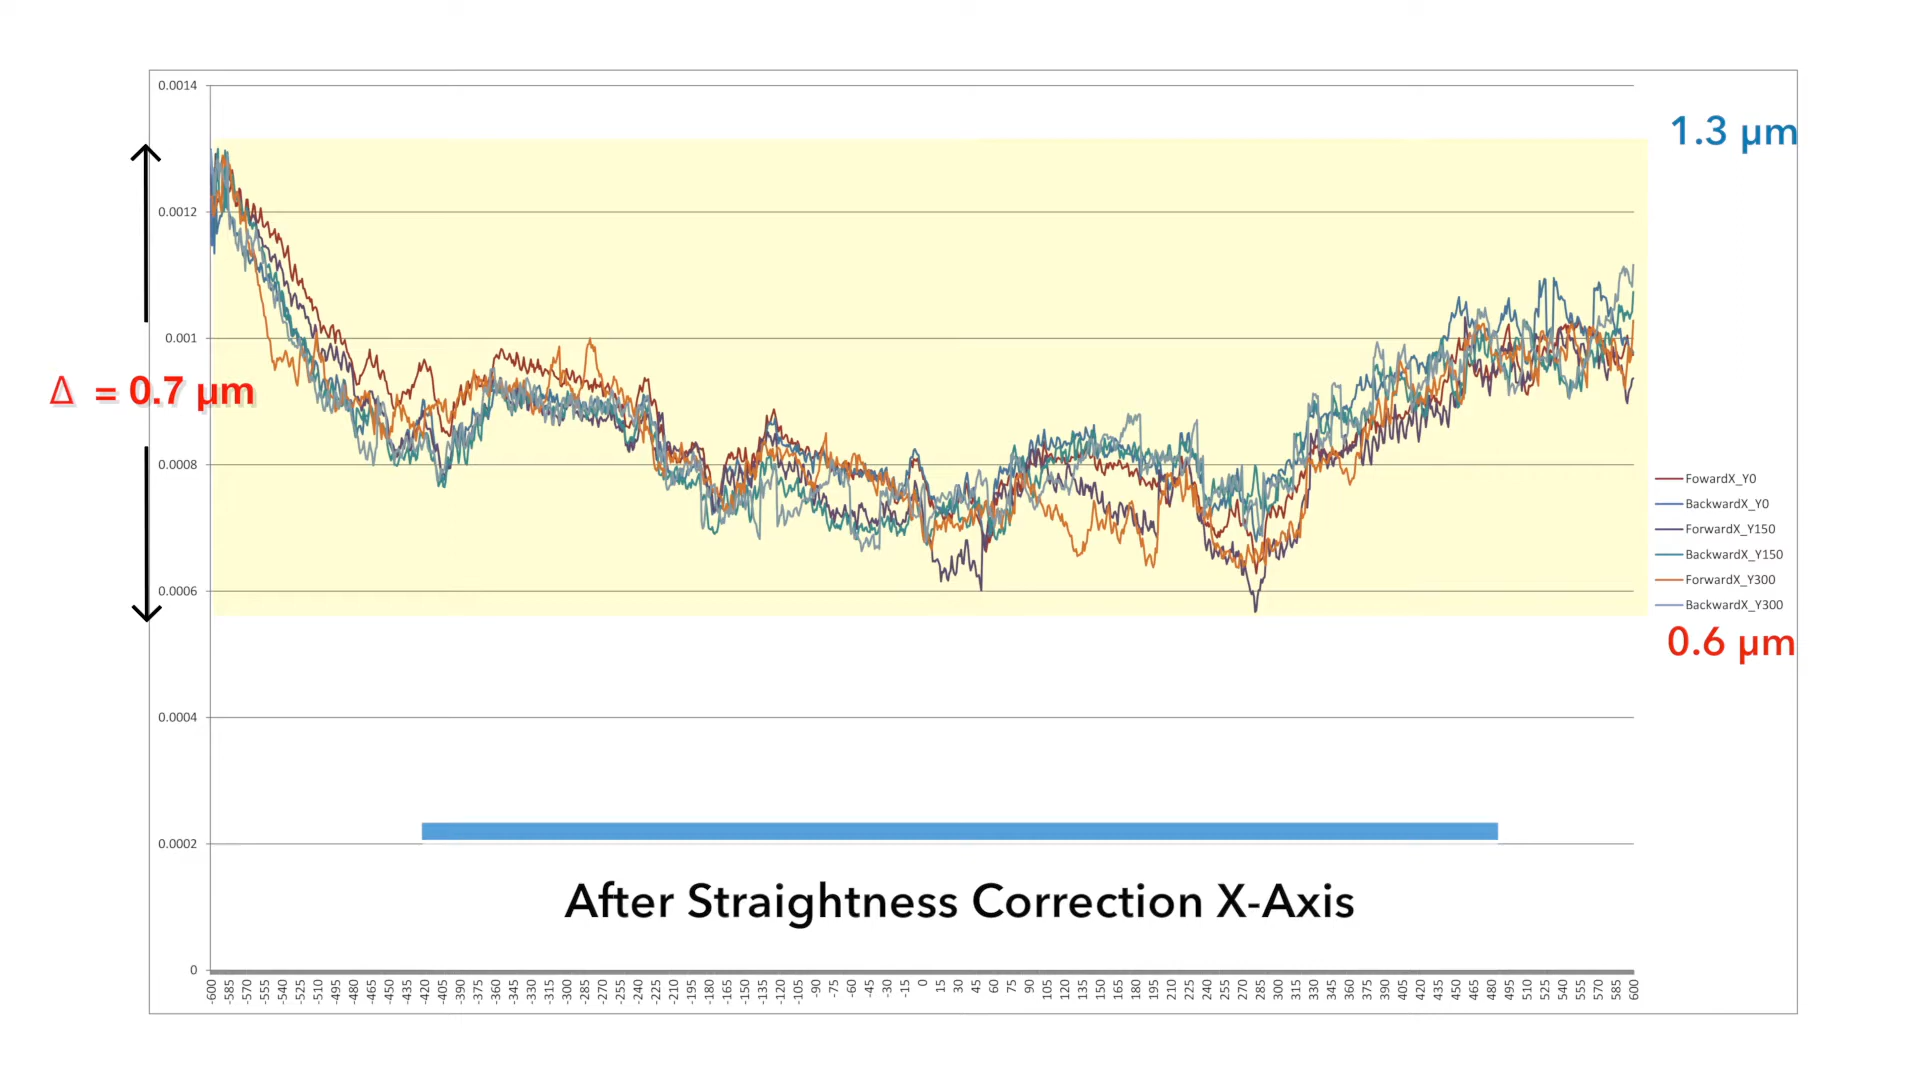 0.0014
1.3 µm
0.0012
0.001
Δ = 0.7 µm
0.0008
FowardX_Y0
BackwardX_Y0
ForwardX_Y150
BackwardX_Y150
ForwardX_Y300
BackwardX_Y300
0.0006
0.6 µm
0.0004
0.0002
After Straightness Correction X-Axis
0
-600 -585 -570 -555 -540 -525 -510 -495 -480 -465 -450 -435 -420 -405 -390 -375 -360 -345 -330 -315 -300 -285 -270 -255 -240 -225 -210 -195 -180 -165 -150 -135 -120 -105 -90 -75 -60 -45 -30 -15 0 15 30 45 60 75 90 105 120 135 150 165 180 195 210 225 240 255 270 285 300 315 330 345 360 375 390 405 420 435 450 465 480 495 510 525 540 555 570 585 600